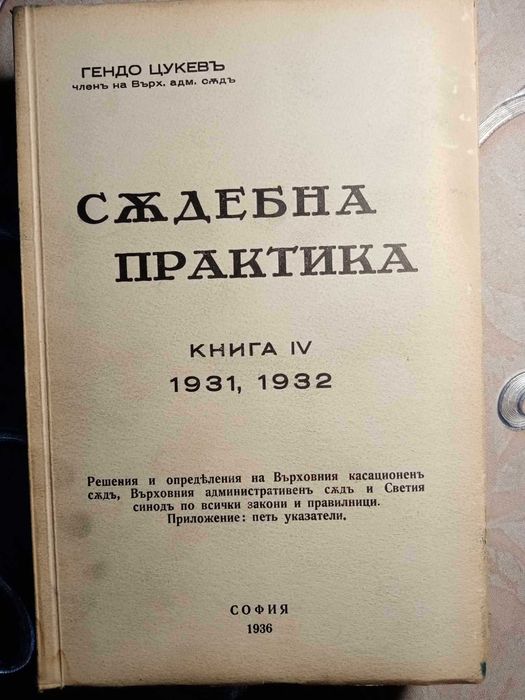 ГЕНДО ЦУКЕВЪ
членъ на Върх. адм. сѫдъ
СѪДЕБНА
ПРАКТИКА
КНИГА IV
1931, 1932
Решения и опредѣления на Върховния касационенъ
сѫдъ, Върховния административенъ сѫдъ и Светия
синодъ по всички закони и правилници.
Приложение: петь указатели.
СОФИЯ
1936